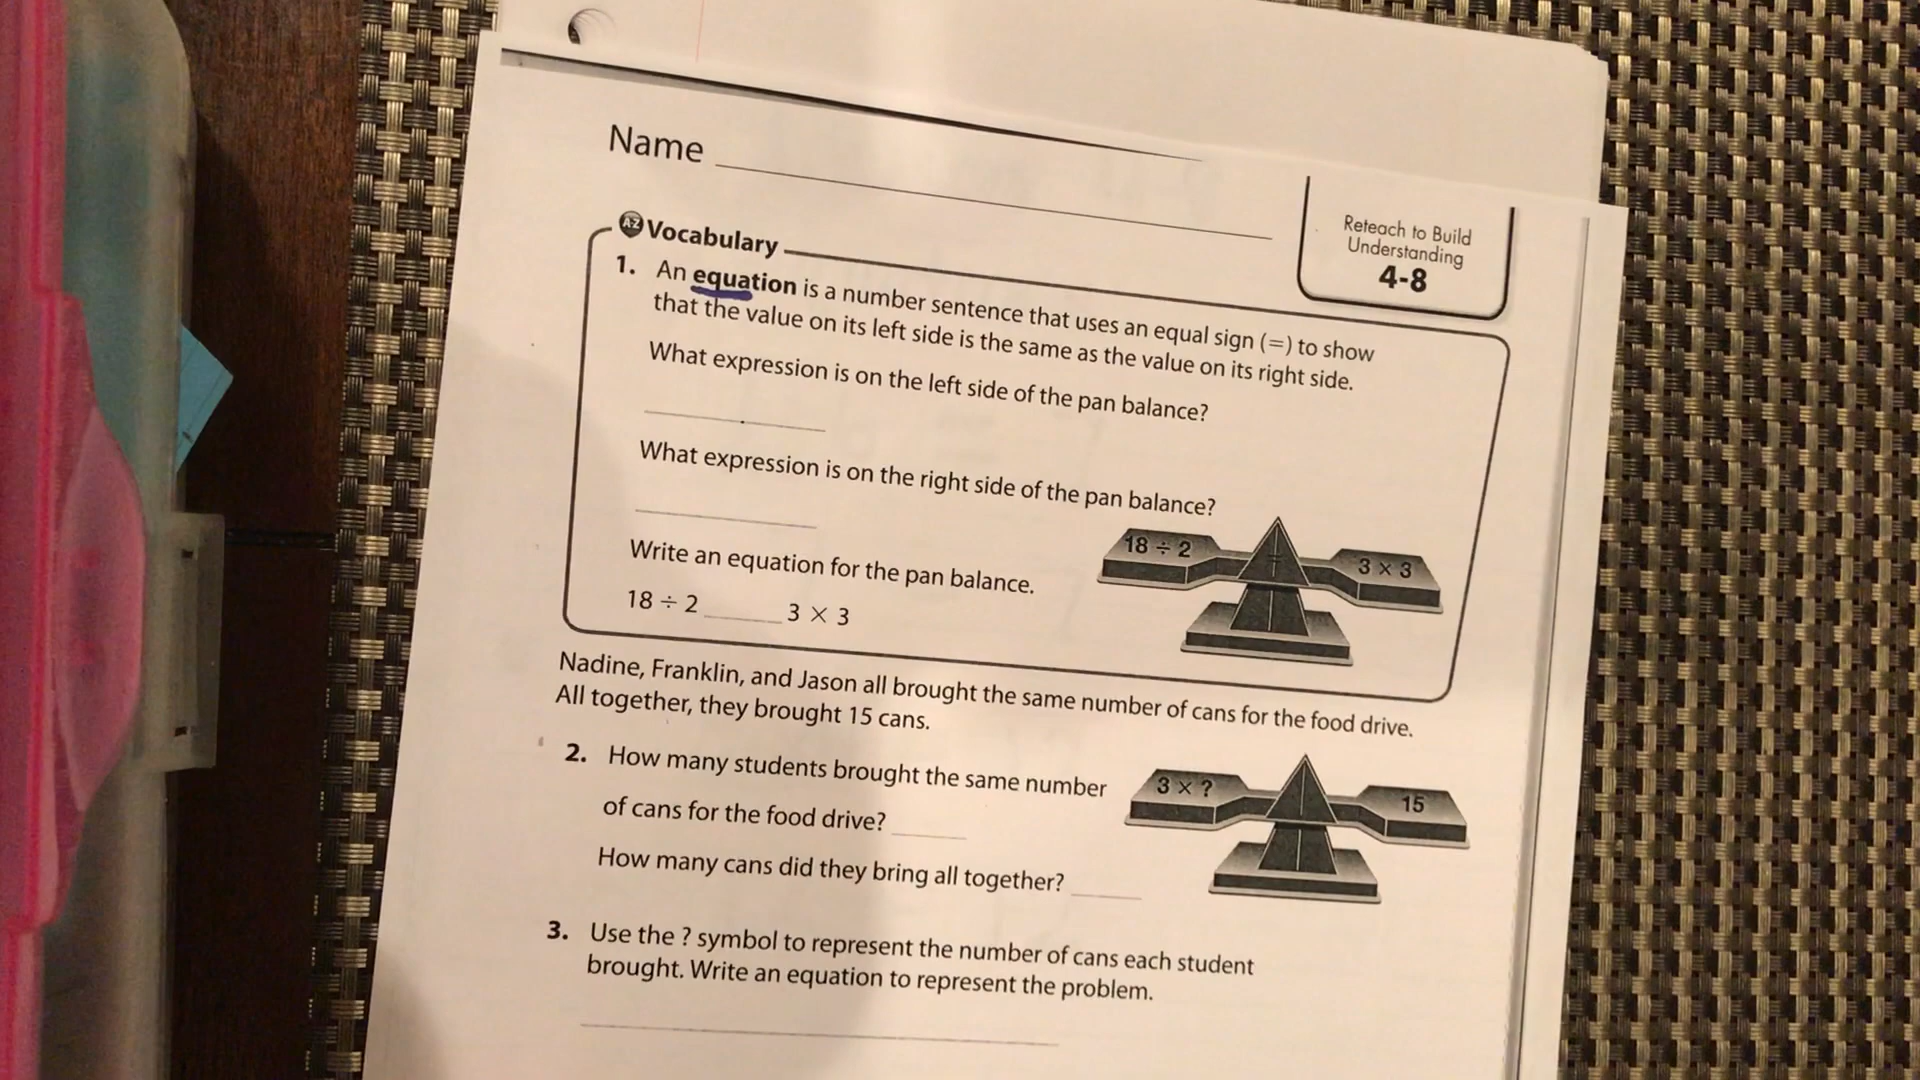 Name
Reteach to Build
Understanding
4-8
AZ Vocabulary
1. An equation is a number sentence that uses an equal sign (=) to show
that the value on its left side is the same as the value on its right side.
What expression is on the left side of the pan balance?
What expression is on the right side of the pan balance?
18 ÷ 2
3 × 3
Write an equation for the pan balance.
18 ÷ 2 ____ 3 × 3
Nadine, Franklin, and Jason all brought the same number of cans for the food drive.
All together, they brought 15 cans.
2. How many students brought the same number
of cans for the food drive?
3 × ?
15
How many cans did they bring all together?
3. Use the ? symbol to represent the number of cans each student
brought. Write an equation to represent the problem.